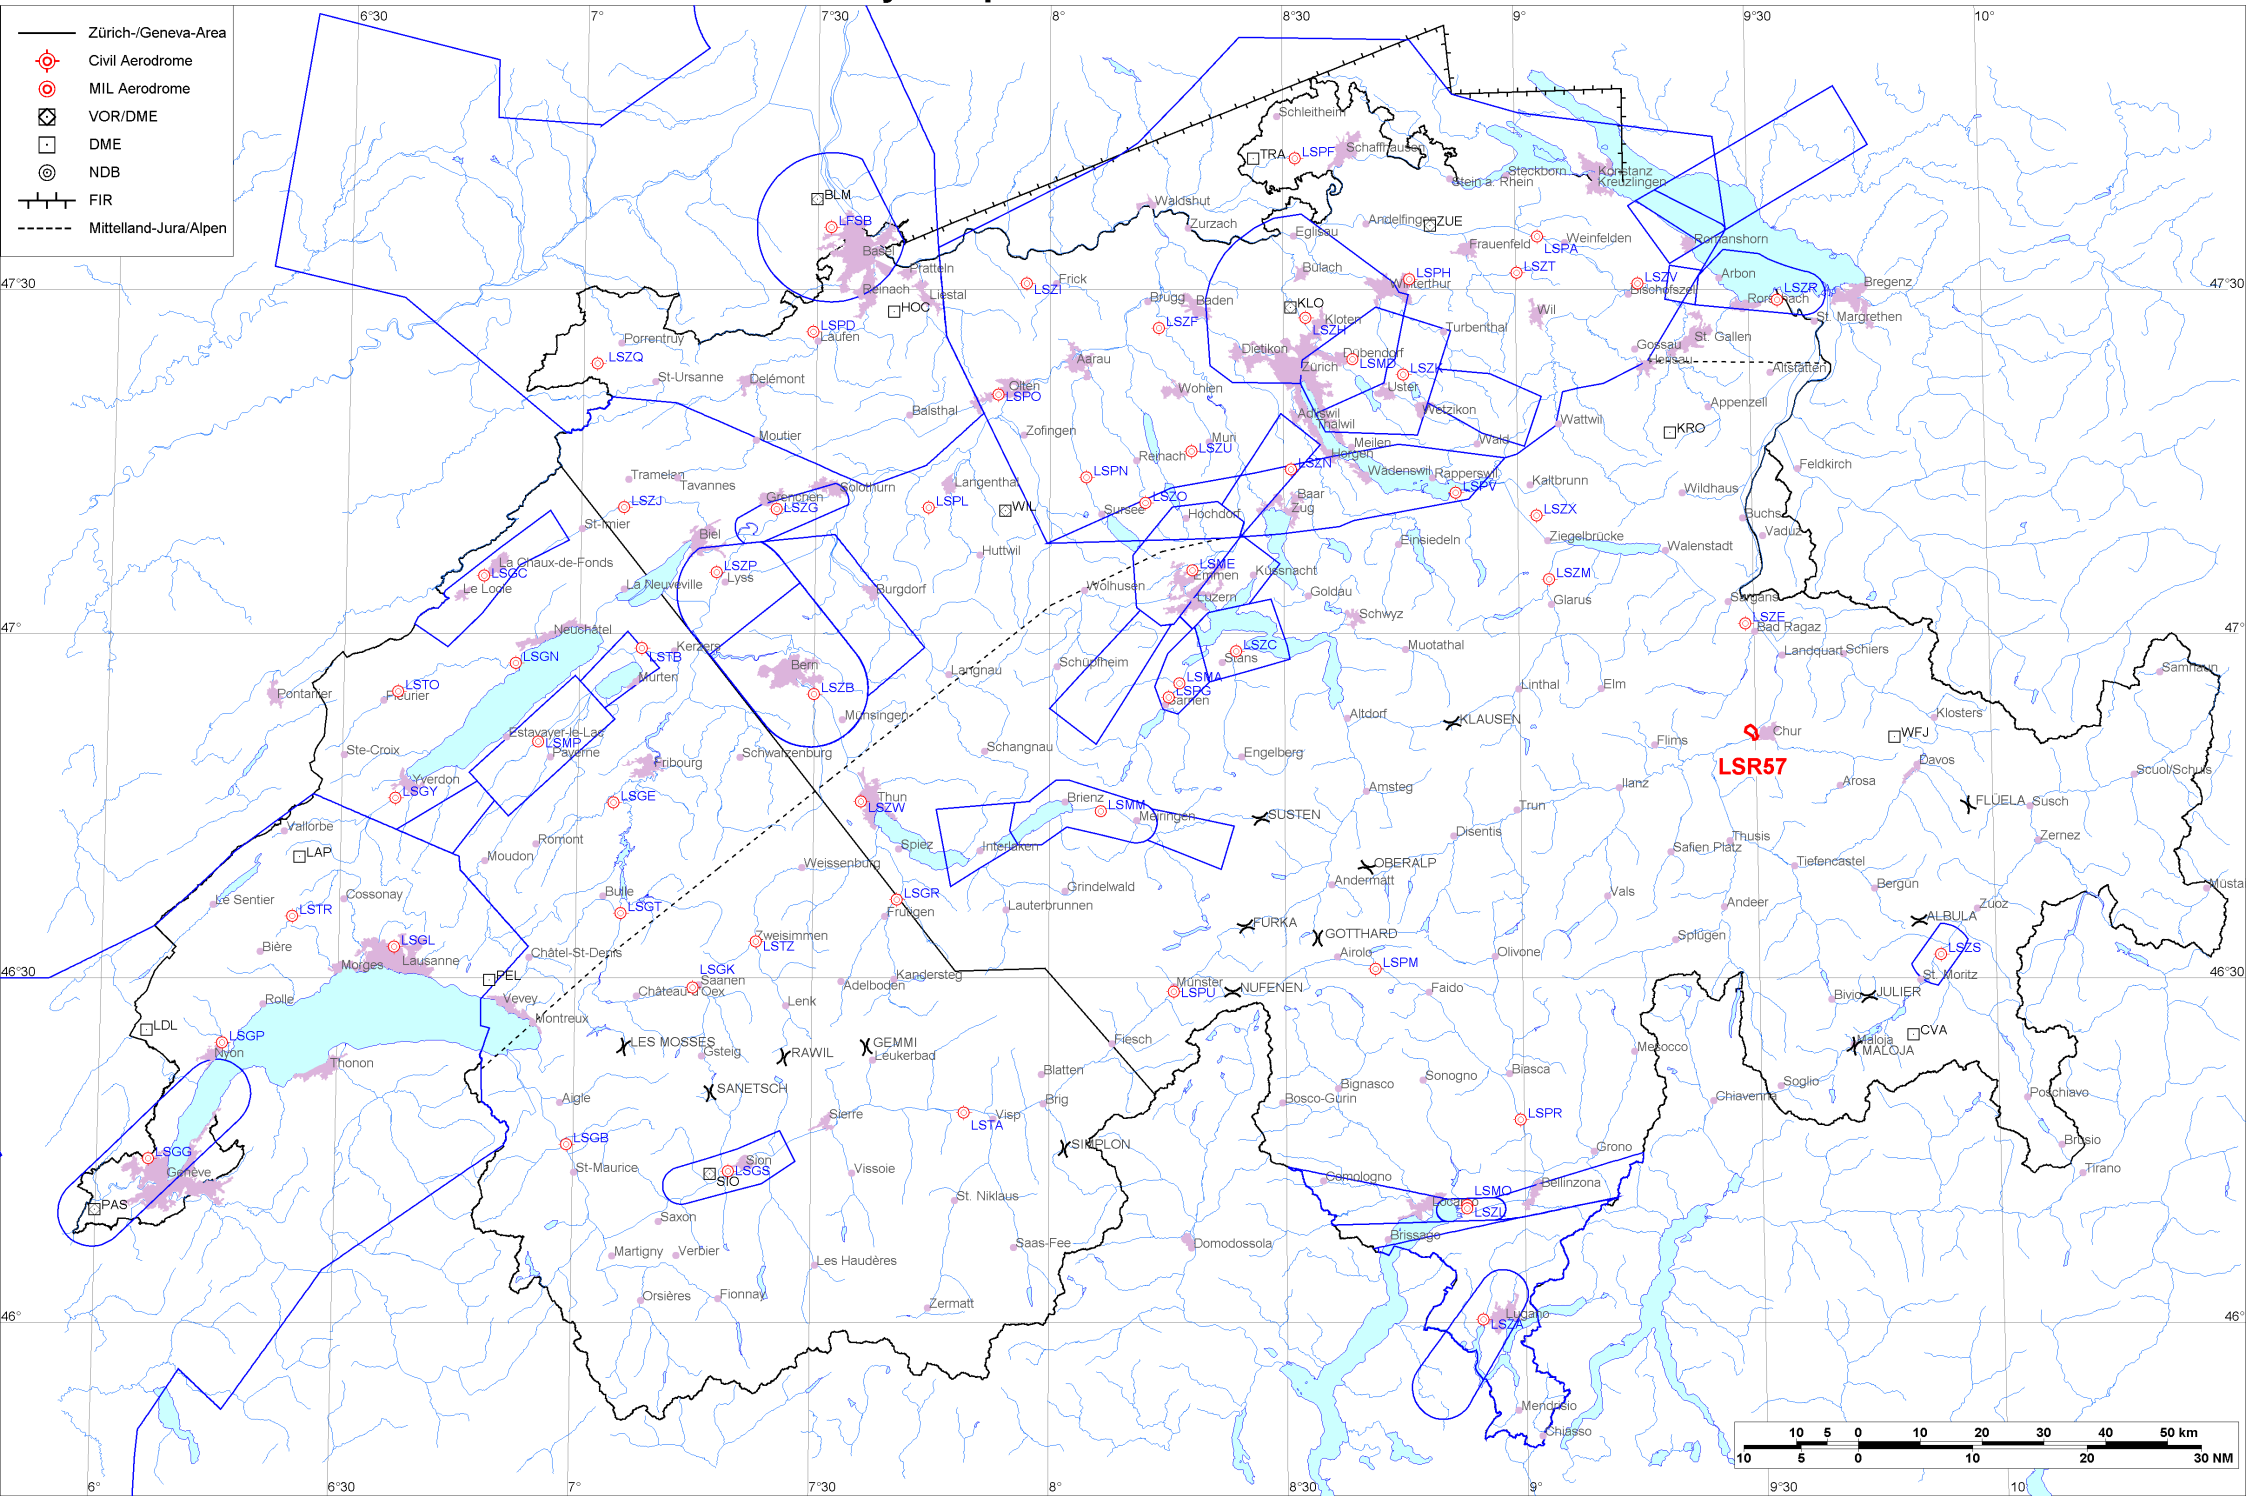 6°30
7°
7°30
8°
8°30
9°
9°30
10°
Zürich-/Geneva-Area
Civil Aerodrome
MIL Aerodrome
VOR/DME
DME
NDB
FIR
Mittelland-Jura/Alpen
Schleitheim
TRA
LSPF
Schaffhausen
Steckborn
Stein a. Rhein
Konstanz
Kreuzlingen
BLM
LFSB
Basel
Waldshut
Zurzach
Eglisau
Andelfingen
ZUE
Frauenfeld
LSPA
Weinfelden
Romanshorn
Pratteln
Reinach
Liestal
HOC
LSZI
Frick
Bülach
LSPH
Winterthur
LSZT
LSZV
Bischofszell
Arbon
LSZR
Rorschach
Bregenz
St. Margrethen
47°30
47°30
Brugg
Baden
KLO
Kloten
LSZH
LSZF
Turbenthal
Wil
LSPD
Laufen
Porrentruy
LSZQ
St-Ursanne
Delémont
Aarau
Olten
LSPO
Dietikon
Zürich
Dübendorf
LSMD
LSZK
Uster
Wetzikon
Gossau
Herisau
St. Gallen
Altstätten
Appenzell
Wohlen
Balsthal
Zofingen
Adliswil
Thalwil
Wattwil
KRO
Moutier
Muri
LSZU
Reinach
Meilen
Horgen
Wald
Feldkirch
Tramelan
Tavannes
LSPN
LSZN
Wädenswil
Rapperswil
LSPV
Kaltbrunn
Wildhaus
LSZJ
Grenchen
LSZG
Solothurn
Langenthal
LSPL
WIL
LSZO
Sursee
Hochdorf
Baar
Zug
LSZX
Buchs
Vaduz
St-Imier
Biel
Huttwil
Einsiedeln
Ziegelbrücke
Walenstadt
La Chaux-de-Fonds
LSGC
Le Locle
La Neuveville
LSZP
Lyss
Burgdorf
Wolhusen
LSME
Emmen
Luzern
Küssnacht
Goldau
Schwyz
LSZM
Glarus
Sargans
LSZE
Bad Ragaz
47°
47°
Neuchâtel
LSGN
LSTB
Kerzers
Murten
Bern
LSZB
Langnau
Schüpfheim
LSZC
Stans
LSMA
LSPG
Sarnen
Muotathal
Landquart
Schiers
Samnaun
Pontarlier
LSTO
Fleurier
Münsingen
Altdorf
KLAUSEN
Linthal
Elm
Klosters
Ste-Croix
Estavayer-le-Lac
LSMP
Payerne
Fribourg
Schwarzenburg
Schangnau
Engelberg
Flims
Chur
LSR57
WFJ
Davos
Scuol/Schuls
Yverdon
LSGY
LSGE
Thun
LSZW
Brienz
LSMM
Meiringen
Amsteg
SUSTEN
Trun
Ilanz
Arosa
FLÜELA
Susch
Vallorbe
LAP
Romont
Moudon
Spiez
Interlaken
Weissenburg
Disentis
OBERALP
Safien Platz
Thusis
Tiefencastel
Zernez
Le Sentier
LSTR
Cossonay
Bulle
LSGT
LSGR
Frutigen
Grindelwald
Lauterbrunnen
Andermatt
FURKA
GOTTHARD
Vals
Andeer
Bergün
Zuoz
ALBULA
Müsta
Bière
LSGL
Lausanne
Morges
Châtel-St-Denis
Zweisimmen
LSTZ
Airolo
LSPM
Olivone
Splügen
LSZS
St. Moritz
46°30
46°30
Rolle
PEL
Vevey
Montreux
Château-d'Oex
LSGK
Saanen
Lenk
Adelboden
Kandersteg
Münster
LSPU
NUFENEN
Faido
Bivio
JULIER
LDL
LSGP
Nyon
Thonon
LES MOSSES
Gsteig
RAWIL
GEMMI
Leukerbad
Fiesch
Mesocco
Maloja
MALOJA
CVA
SANETSCH
Blatten
Bignasco
Sonogno
Biasca
Soglio
Chiavenna
Poschiavo
Aigle
LSGB
Sierre
LSTA
Visp
Brig
Bosco-Gurin
LSPR
SIMPLON
Grono
Brusio
Tirano
LSGG
Genève
PAS
St-Maurice
Sion
LSGS
SIO
Vissoie
St. Niklaus
Comologno
LSMO
Locarno
LSZL
Bellinzona
Saxon
Martigny
Verbier
Les Haudères
Saas-Fee
Domodossola
Brissago
Orsières
Fionnay
Zermatt
Lugano
LSZA
46°
46°
Mendrisio
Chiasso
10 5 0 10 20 30 40 50 km
10 5 0 10 20 30 NM
6°
6°30
7°
7°30
8°
8°30
9°
9°30
10